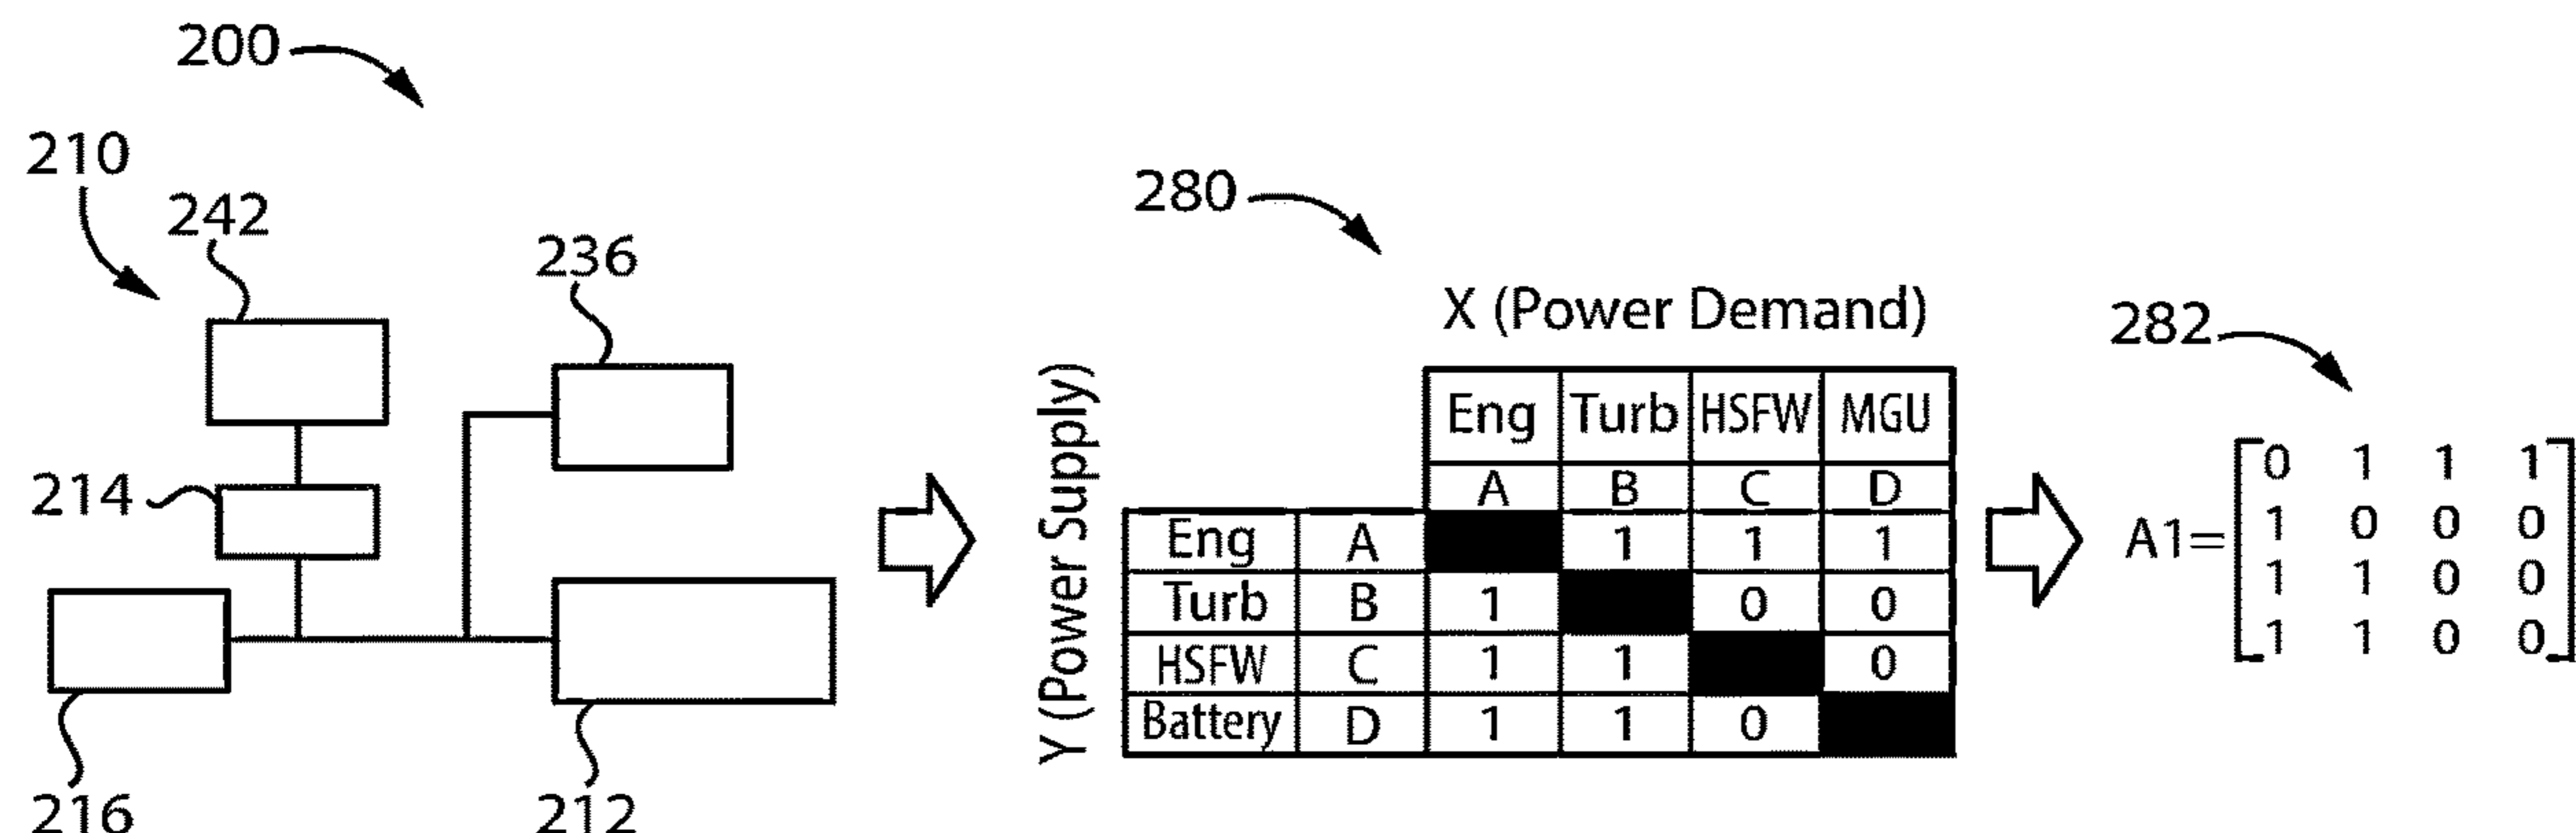 200
210
242
236
214
216
212
280
X (Power Demand)
Y (Power Supply)
Eng Turb HSFW MGU
A B C D
Eng A 1 1 1
Turb B 1 0 0
HSFW C 1 1 0
Battery D 1 1 0
282
A1= 0 1 1 1
1 0 0 0
1 1 0 0
1 1 0 0